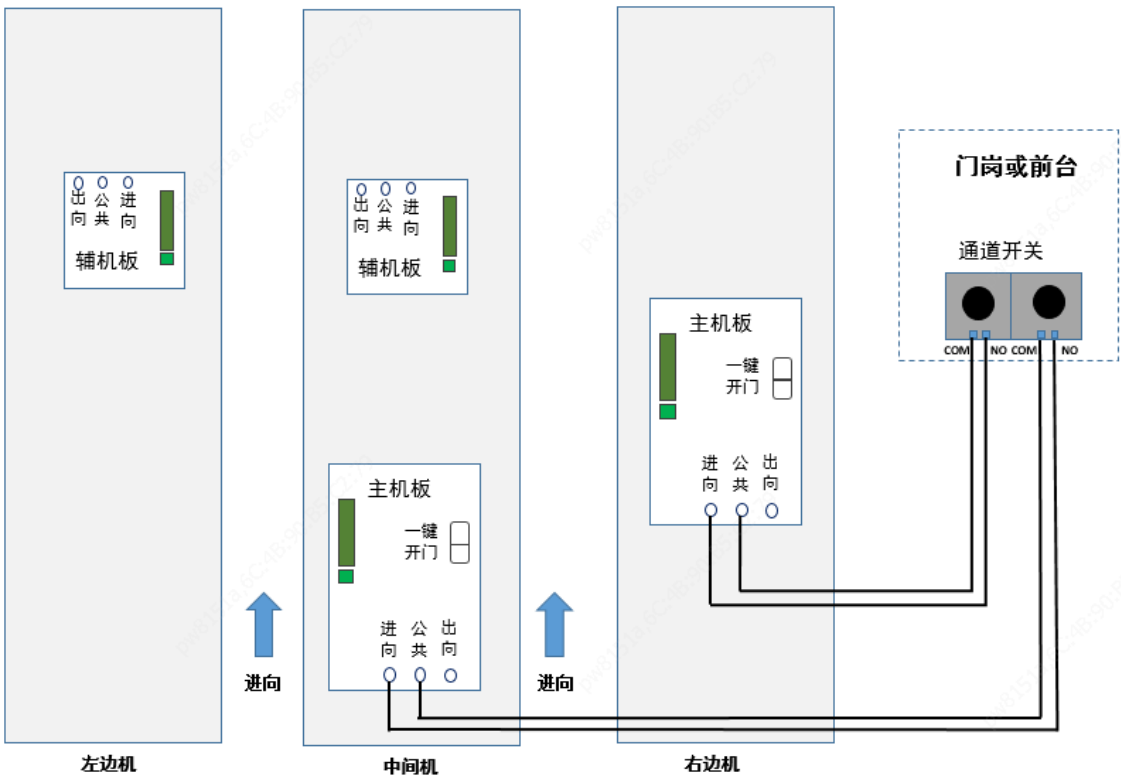 门岗或前台
通道开关
COM NO COM NO
出向 公共 进向
辅机板
出向 公共 进向
辅机板
主机板
一键
开门
进向 公共 出向
主机板
一键
开门
进向 公共 出向
进向
进向
左边机
中间机
右边机